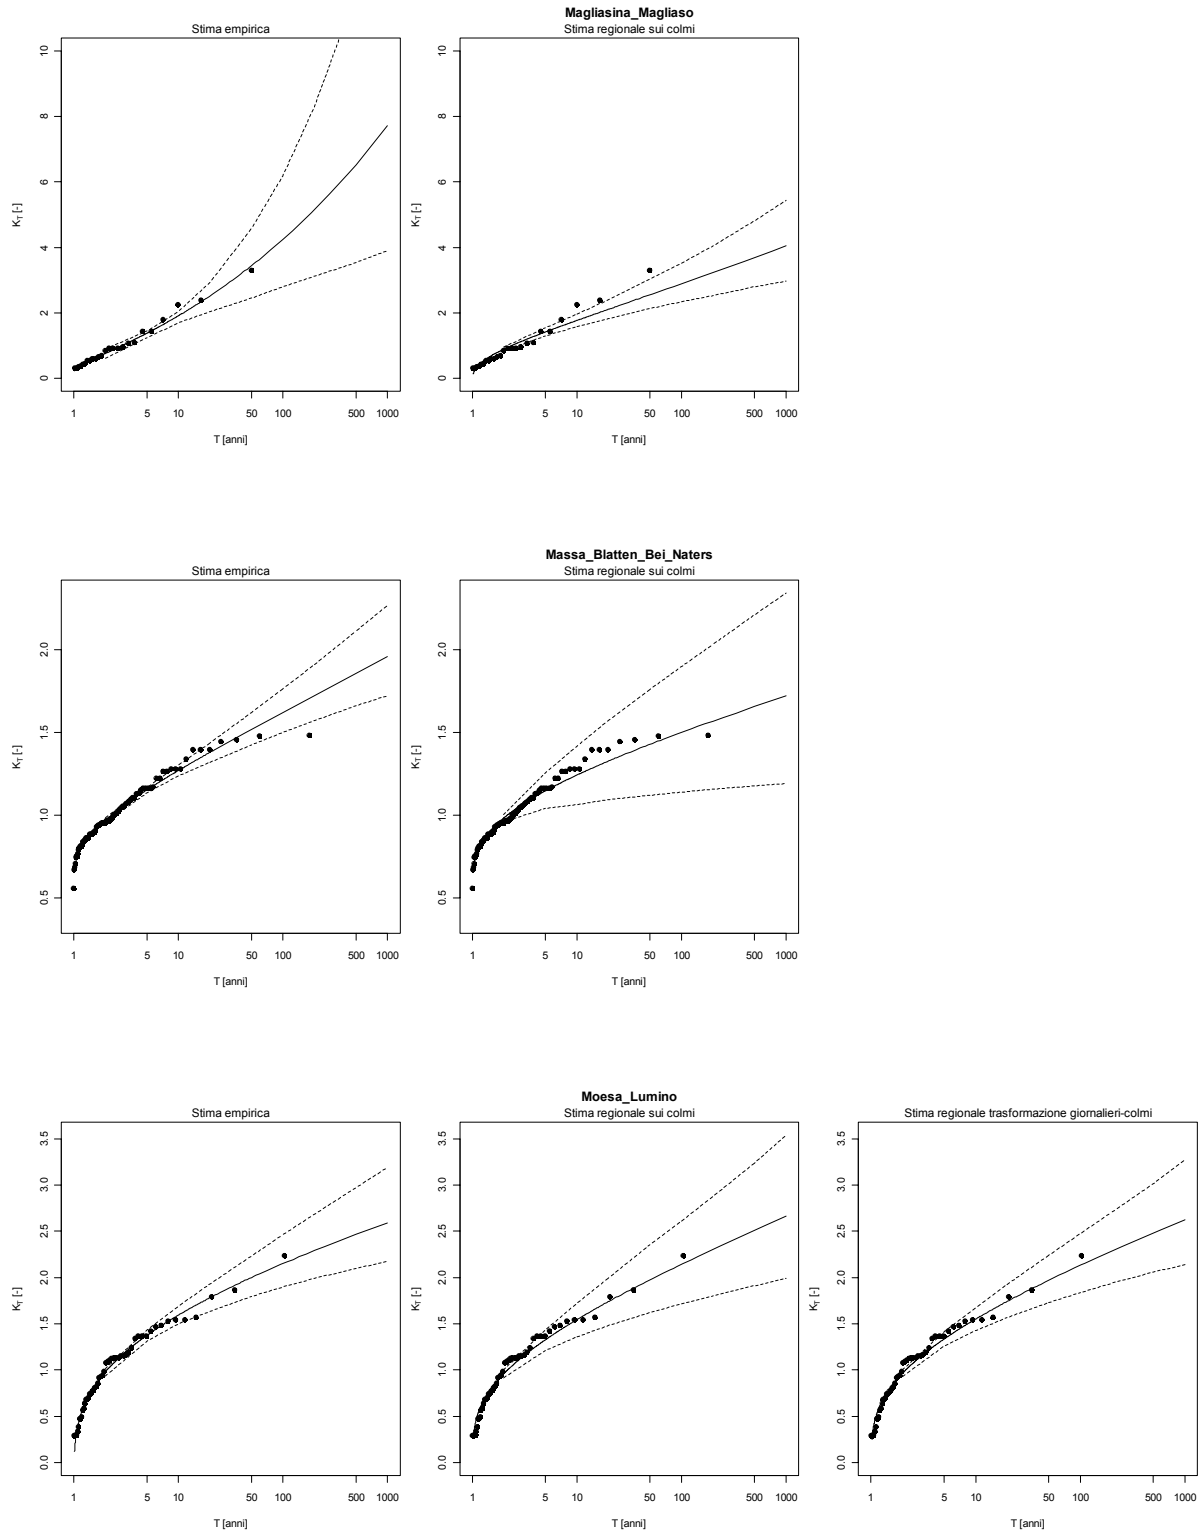 Magliasina_Magliaso
Stima empirica
Stima regionale sui colmi
10
8
6
4
2
0
K_T [-]
1 5 10 50 100 500 1000
T [anni]
10
8
6
4
2
0
K_T [-]
1 5 10 50 100 500 1000
T [anni]
Massa_Blatten_Bei_Naters
Stima empirica
Stima regionale sui colmi
2.0
1.5
1.0
0.5
K_T [-]
1 5 10 50 100 500 1000
T [anni]
2.0
1.5
1.0
0.5
K_T [-]
1 5 10 50 100 500 1000
T [anni]
Moesa_Lumino
Stima empirica
Stima regionale sui colmi
Stima regionale trasformazione giornalieri-colmi
3.5
3.0
2.5
2.0
1.5
1.0
0.5
0.0
K_T [-]
1 5 10 50 100 500 1000
T [anni]
3.5
3.0
2.5
2.0
1.5
1.0
0.5
0.0
K_T [-]
1 5 10 50 100 500 1000
T [anni]
3.5
3.0
2.5
2.0
1.5
1.0
0.5
0.0
K_T [-]
1 5 10 50 100 500 1000
T [anni]